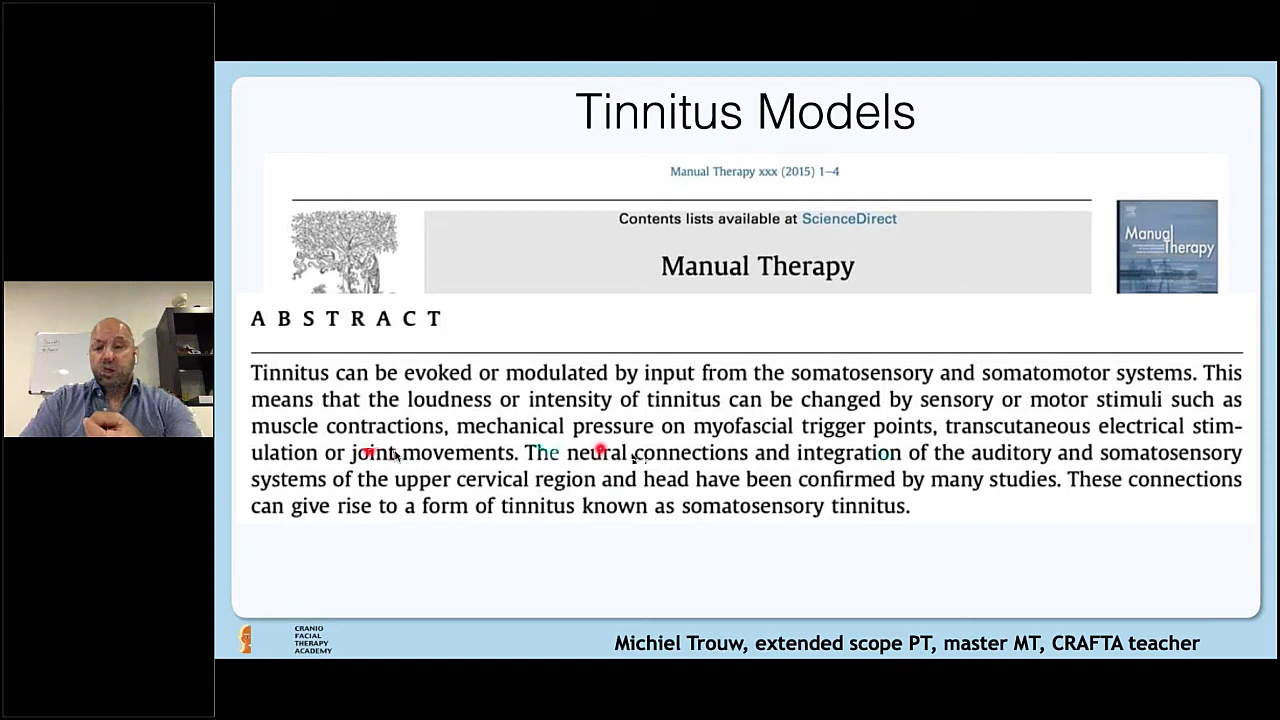 Tinnitus Models
Manual Therapy xxx (2015) 1–4
Contents lists available at ScienceDirect
Manual Therapy
Manual
Therapy
A B S T R A C T
Tinnitus can be evoked or modulated by input from the somatosensory and somatomotor systems. This
means that the loudness or intensity of tinnitus can be changed by sensory or motor stimuli such as
muscle contractions, mechanical pressure on myofascial trigger points, transcutaneous electrical stim-
ulation or joint movements. The neural connections and integration of the auditory and somatosensory
systems of the upper cervical region and head have been confirmed by many studies. These connections
can give rise to a form of tinnitus known as somatosensory tinnitus.
CRANIO
FACIAL
THERAPY
ACADEMY
Michiel Trouw, extended scope PT, master MT, CRAFTA teacher